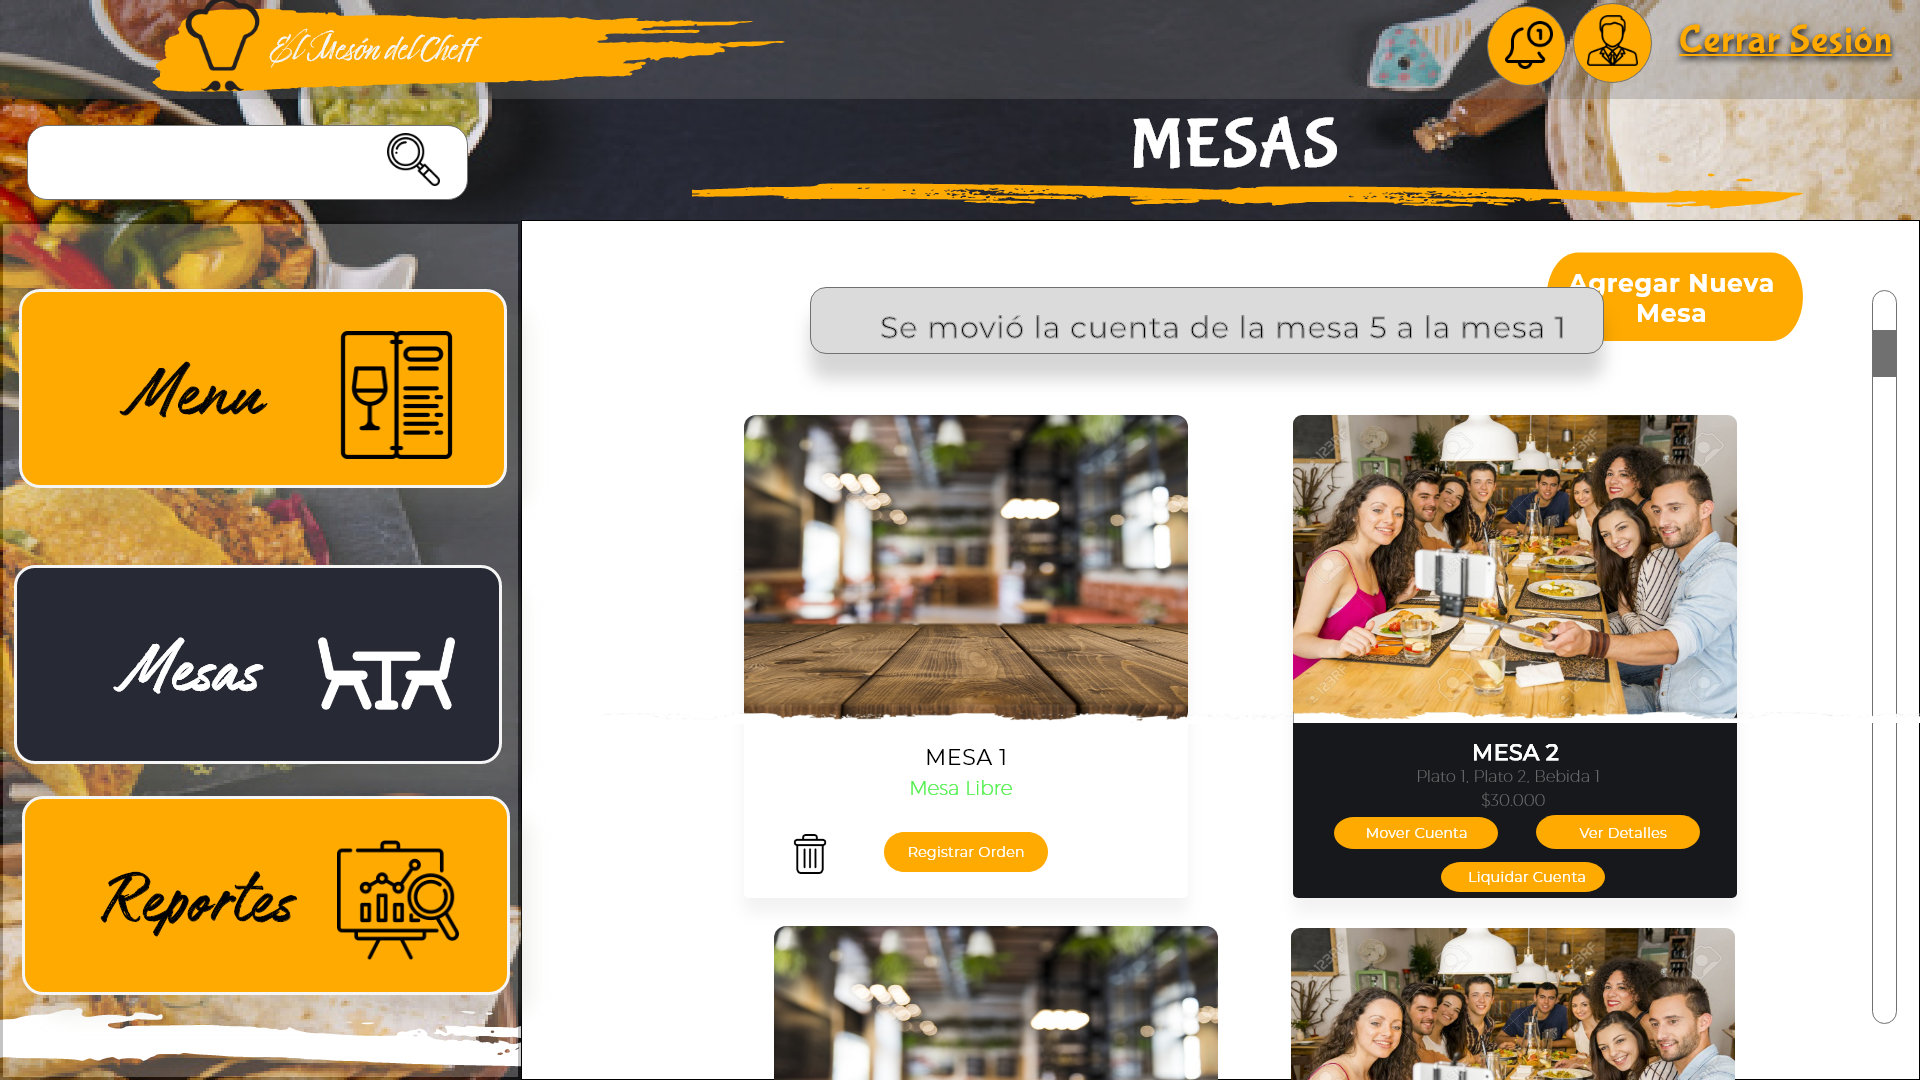 El Mesón del Cheff
1
Cerrar Sesión
MESAS
Agregar Nueva
Mesa
Se movió la cuenta de la mesa 5 a la mesa 1
Menu
Mesas
Reportes
MESA 1
Mesa Libre
Registrar Orden
MESA 2
Plato 1, Plato 2, Bebida 1
$30.000
Mover Cuenta
Ver Detalles
Liquidar Cuenta